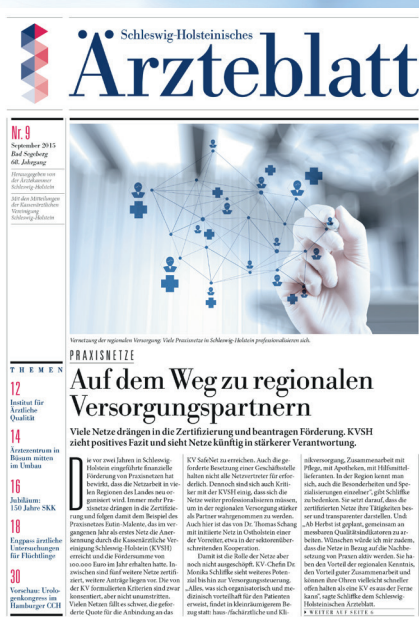 Schleswig-Holsteinisches
Ärzteblatt
Nr. 9
September 2015
Bad Segeberg
68. Jahrgang
Herausgegeben von
der Ärztekammer
Schleswig-Holstein
Mit den Mitteilungen
der Kassenärztlichen
Vereinigung
Schleswig-Holstein
Vernetzung der regionalen Versorgung: Viele Praxisnetze in Schleswig-Holstein professionalisieren sich.
THEMEN
12
Institut für
Ärztliche
Qualität
14
Ärztezentrum in
Büsum mitten
im Umbau
16
Jubiläum:
150 Jahre SKK
18
Engpass ärztliche
Untersuchungen
für Flüchtlinge
30
Vorschau: Urolo-
genkongress im
Hamburger CCH
PRAXISNETZE
Auf dem Weg zu regionalen
Versorgungspartnern
Viele Netze drängen in die Zertifizierung und beantragen Förderung. KVSH
zieht positives Fazit und sieht Netze künftig in stärkerer Verantwortung.
Die vor zwei Jahren in Schleswig-
Holstein eingeführte finanzielle
Förderung von Praxisnetzen hat
bewirkt, dass die Netzarbeit in vie-
len Regionen des Landes neu or-
ganisiert wird. Immer mehr Pra-
xisnetze drängen in die Zertifizie-
rung und folgen damit dem Beispiel des
Praxisnetzes Eutin-Malente, das im ver-
gangenen Jahr als erstes Netz die Aner-
kennung durch die Kassenärztliche Ver-
einigung Schleswig-Holstein (KVSH)
erreicht und die Fördersumme von
100.000 Euro im Jahr erhalten hatte. In-
zwischen sind fünf weitere Netze zertifi-
ziert, weitere Anträge liegen vor. Die von
der KV formulierten Kriterien sind zwar
konsentiert, aber nicht unumstritten.
Vielen Netzen fällt es schwer, die gefor-
derte Quote für die Anbindung an das
KV SafeNet zu erreichen. Auch die ge-
forderte Besetzung einer Geschäftsstelle
halten nicht alle Netzvertreter für erfor-
derlich. Dennoch sind sich auch Kriti-
ker mit der KVSH einig, dass sich die
Netze weiter professionalisieren müssen,
um in der regionalen Versorgung stärker
als Partner wahrgenommen zu werden.
Auch hier ist das von Dr. Thomas Schang
mit initiierte Netz in Ostholstein einer
der Vorreiter, etwa in der sektorenüber-
schreitenden Kooperation.
Damit ist die Rolle der Netze aber
noch nicht ausgeschöpft. KV-Chefin Dr.
Monika Schliffke sieht weiteres Poten-
zial bis hin zur Versorgungssteuerung.
„Alles, was sich organisatorisch und me-
dizinisch vorteilhaft für den Patienten
erweist, findet in kleinräumigerem Be-
zug statt: haus-/fachärztliche und Kli-
nikversorgung, Zusammenarbeit mit
Pflege, mit Apotheken, mit Hilfsmittel-
lieferanten. In der Region kennt man
sich, auch die Besonderheiten und Spe-
zialisierungen einzelner“, gibt Schliffke
zu bedenken. Sie setzt darauf, dass die
zertifizierten Netze ihre Tätigkeiten bes-
ser und transparenter darstellen. Und:
„Ab Herbst ist geplant, gemeinsam an
messbaren Qualitätsindikatoren zu ar-
beiten. Wünschen würde ich mir zudem,
dass die Netze in Bezug auf die Nachbe-
setzung von Praxen aktiv werden. Sie ha-
ben den Vorteil der regionalen Kenntnis,
den Vorteil guter Zusammenarbeit und
können ihre Ohren vielleicht schneller
offen halten als eine KV es aus der Ferne
kann“, sagte Schliffke dem Schleswig-
Holsteinischen Ärzteblatt.
▶ WEITER AUF SEITE 6